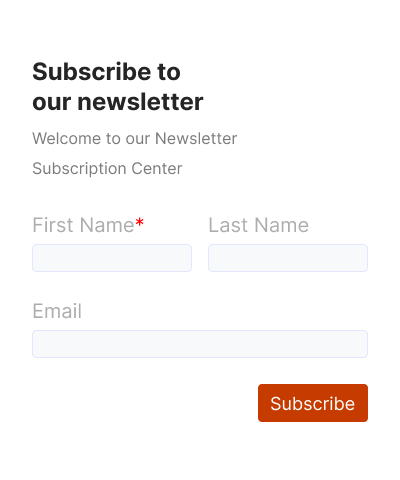 Subscribe to
our newsletter
Welcome to our Newsletter
Subscription Center
First Name* Last Name
Email
Subscribe